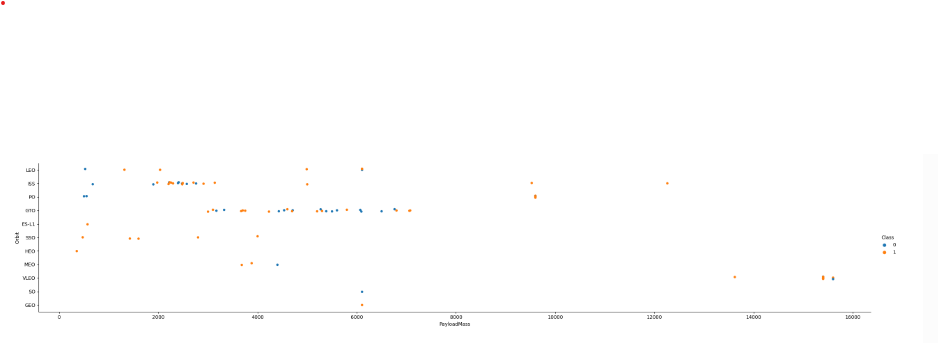 LEO
ISS
PO
GTO
ES-L1
SSO
HEO
MEO
VLEO
SO
GEO
Orbit
0
2000
4000
6000
8000
10000
12000
14000
16000
PayloadMass
Class
0
1